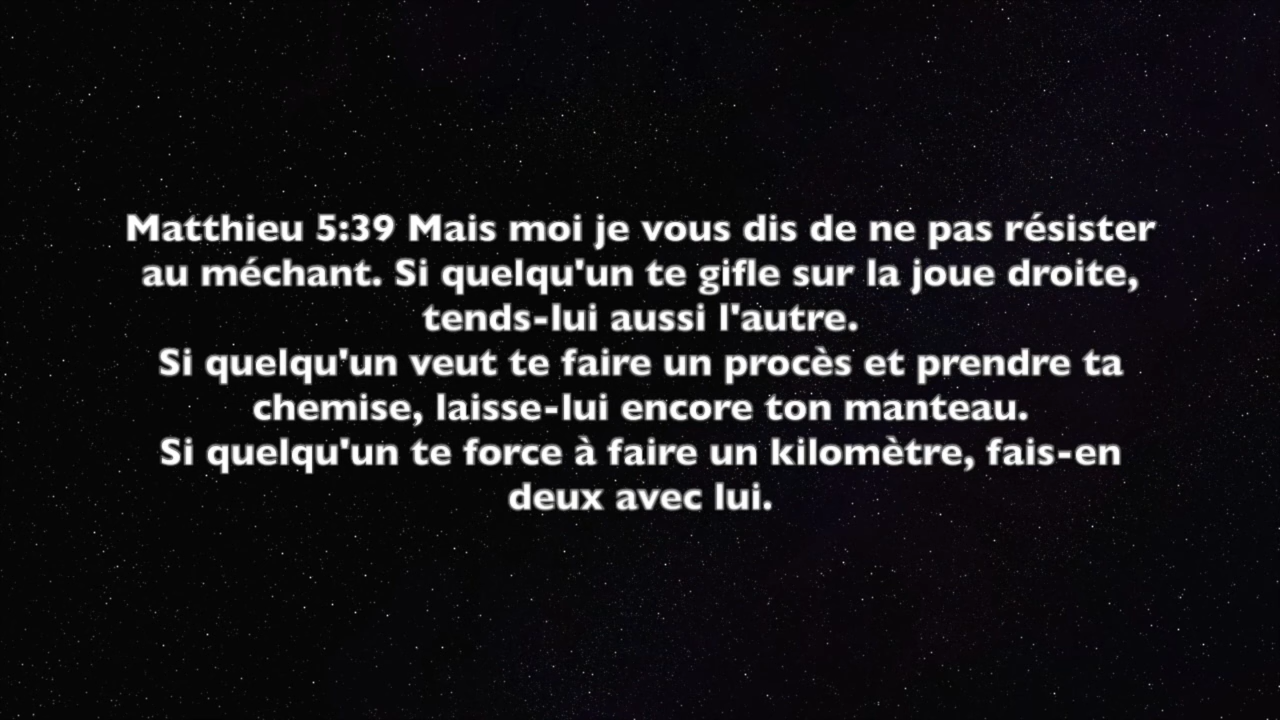 Matthieu 5:39 Mais moi je vous dis de ne pas résister
au méchant. Si quelqu'un te gifle sur la joue droite,
tends-lui aussi l'autre.
Si quelqu'un veut te faire un procès et prendre ta
chemise, laisse-lui encore ton manteau.
Si quelqu'un te force à faire un kilomètre, fais-en
deux avec lui.